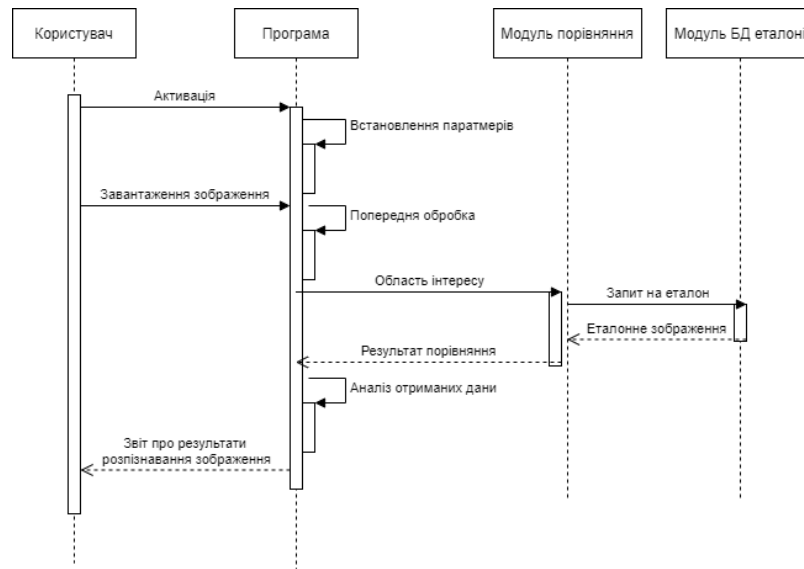 Користувач
Програма
Модуль порівняння
Модуль БД еталоні
Активація
Встановлення паратмерів
Завантаження зображення
Попередня обробка
Область інтересу
Запит на еталон
Еталонне зображення
Результат порівняння
Аналіз отриманих дани
Звіт про результати
розпізнавання зображення